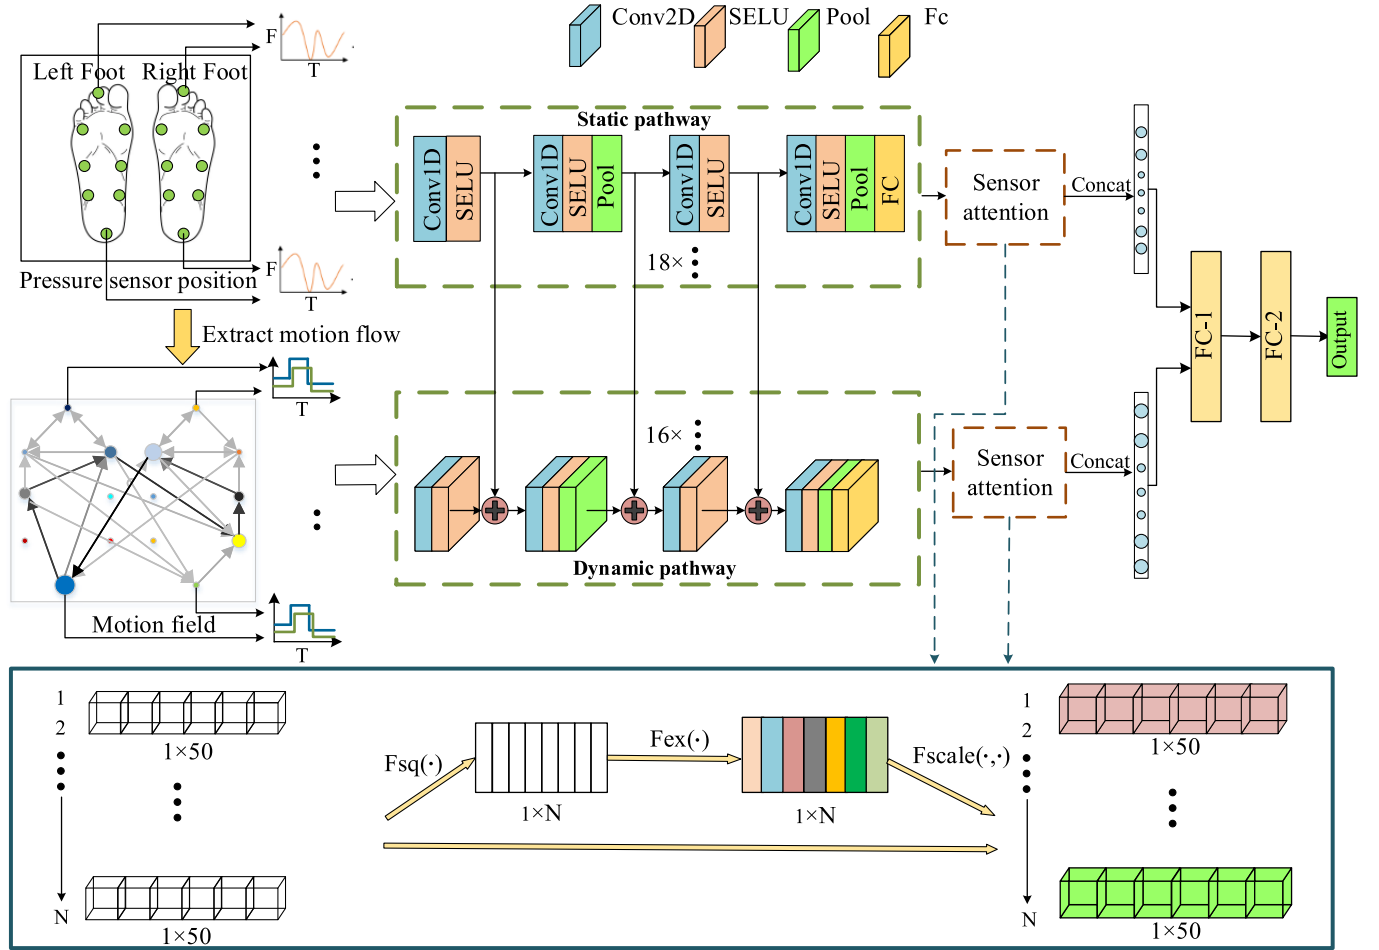 Conv2D
SELU
Pool
Fc
Left Foot
Right Foot
F
T
F
T
Pressure sensor position
Extract motion flow
T
T
Motion field
Static pathway
Conv1D
SELU
Conv1D
SELU
Pool
Conv1D
SELU
Conv1D
SELU
Pool
FC
18×
16×
Dynamic pathway
Sensor
attention
Concat
Sensor
attention
Concat
FC-1
FC-2
Output
1
2
N
1×50
1×50
Fsq(·)
1×N
Fex(·)
1×N
Fscale(·,·)
1
2
N
1×50
1×50